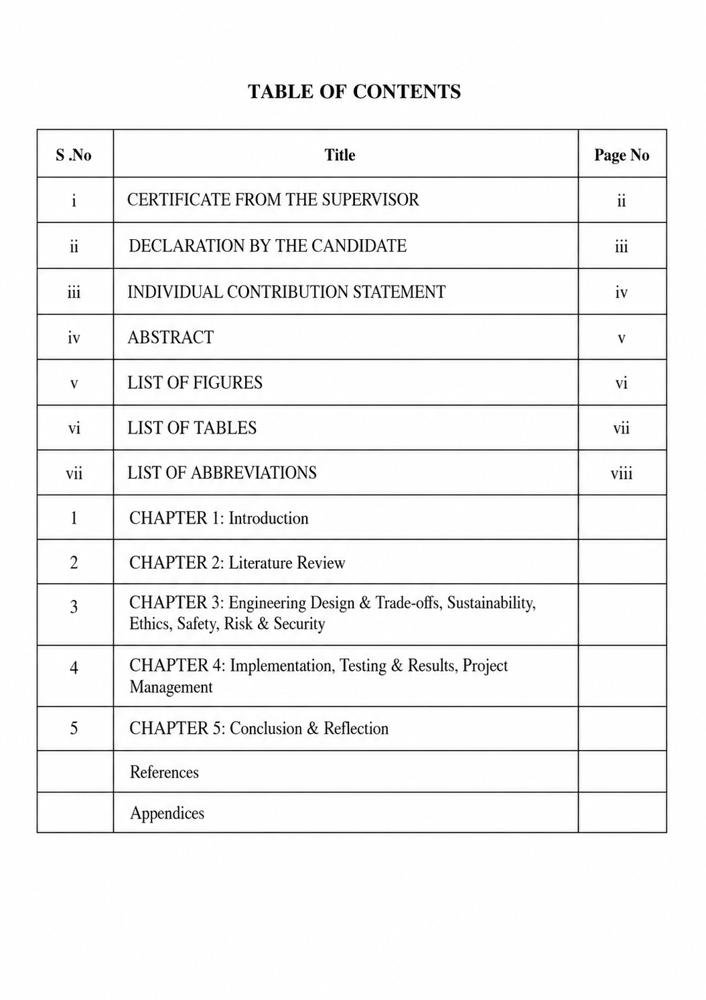 TABLE OF CONTENTS
S .No Title Page No
i CERTIFICATE FROM THE SUPERVISOR ii
ii DECLARATION BY THE CANDIDATE iii
iii INDIVIDUAL CONTRIBUTION STATEMENT iv
iv ABSTRACT v
v LIST OF FIGURES vi
vi LIST OF TABLES vii
vii LIST OF ABBREVIATIONS viii
1 CHAPTER 1: Introduction
2 CHAPTER 2: Literature Review
3 CHAPTER 3: Engineering Design & Trade-offs, Sustainability,
Ethics, Safety, Risk & Security
4 CHAPTER 4: Implementation, Testing & Results, Project
Management
5 CHAPTER 5: Conclusion & Reflection
References
Appendices